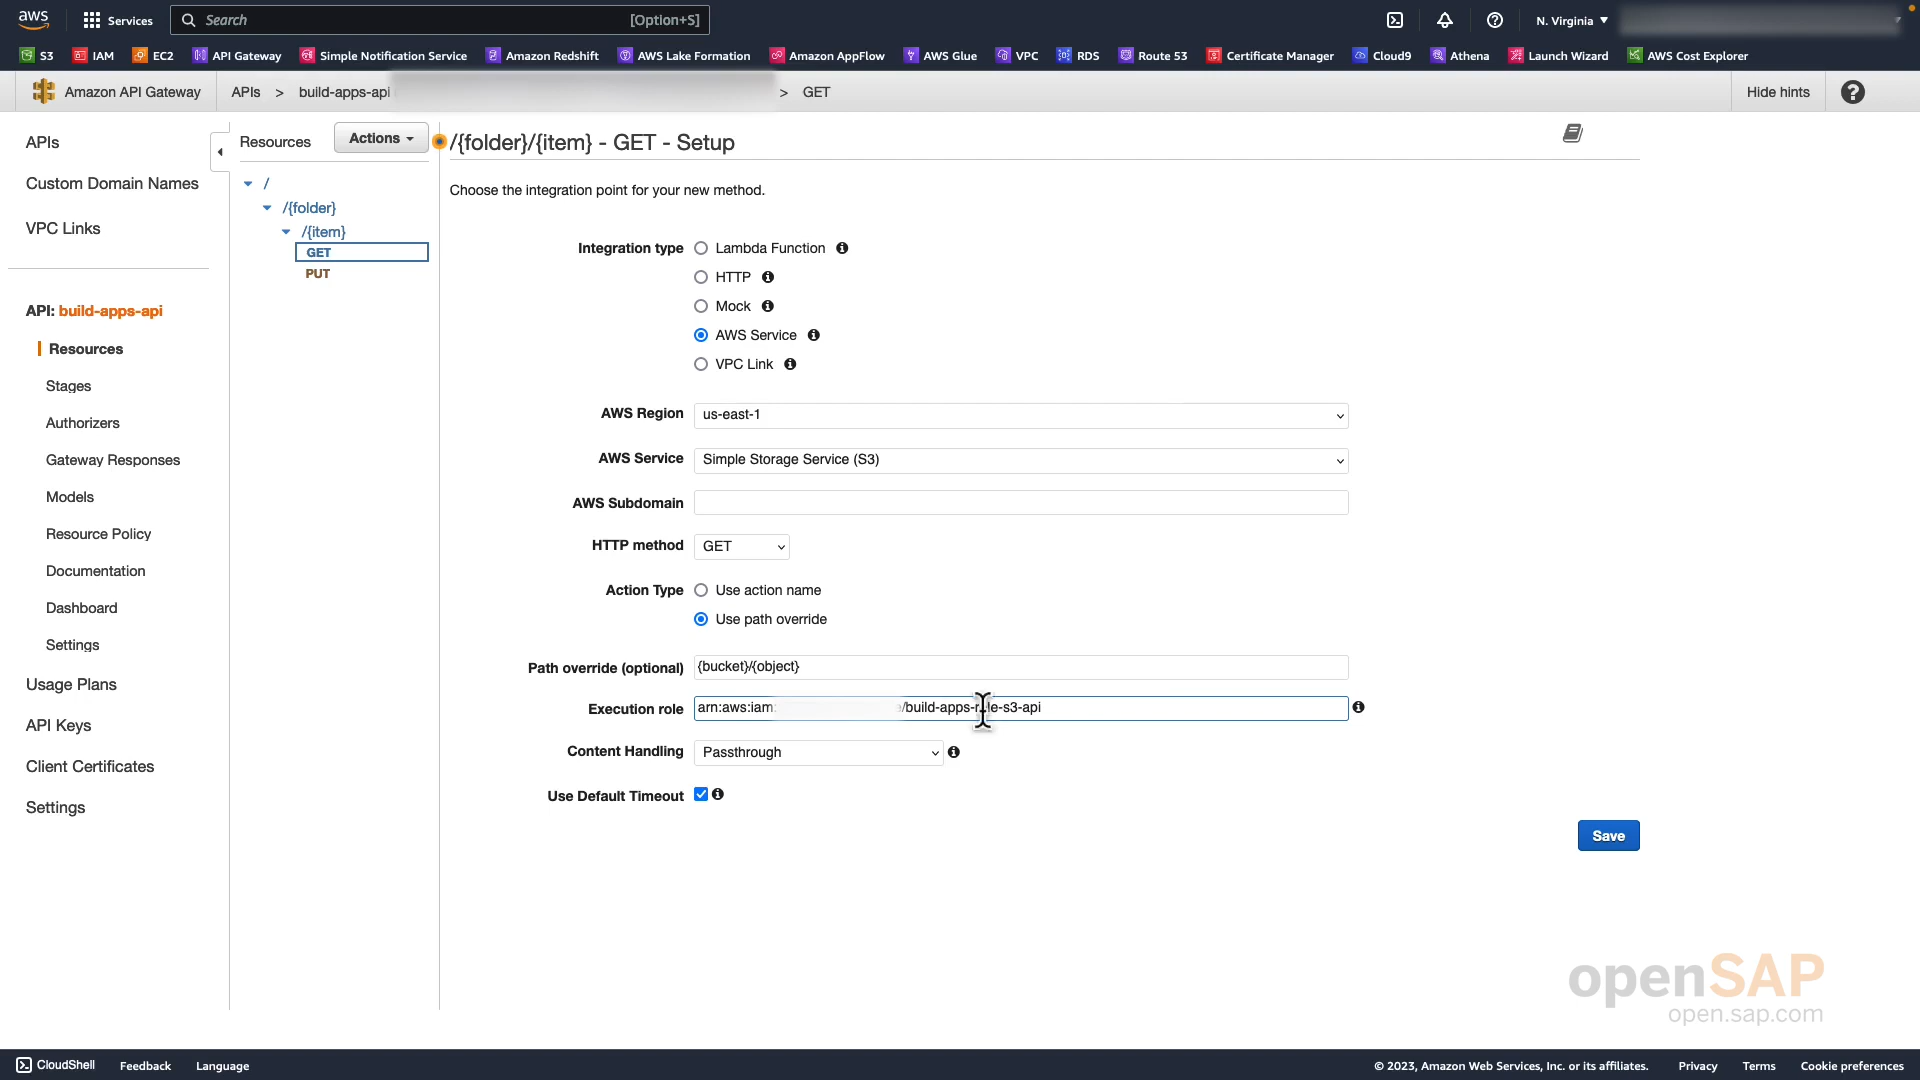 aws Services Search [Option+S] N. Virginia
S3 IAM EC2 API Gateway Simple Notification Service Amazon Redshift AWS Lake Formation Amazon AppFlow AWS Glue VPC RDS Route 53 Certificate Manager Cloud9 Athena Launch Wizard AWS Cost Explorer
Amazon API Gateway APIs > build-apps-api > GET Hide hints
APIs
Custom Domain Names
VPC Links
API: build-apps-api
Resources
Stages
Authorizers
Gateway Responses
Models
Resource Policy
Documentation
Dashboard
Settings
Usage Plans
API Keys
Client Certificates
Settings
Resources Actions
/
/{folder}
/{item}
GET
PUT
/{folder}/{item} - GET - Setup
Choose the integration point for your new method.
Integration type Lambda Function
HTTP
Mock
AWS Service
VPC Link
AWS Region us-east-1
AWS Service Simple Storage Service (S3)
AWS Subdomain
HTTP method GET
Action Type Use action name
Use path override
Path override (optional) {bucket}/{object}
Execution role arn:aws:iam: /build-apps-role-s3-api
Content Handling Passthrough
Use Default Timeout
Save
openSAP
open.sap.com
CloudShell Feedback Language © 2023, Amazon Web Services, Inc. or its affiliates. Privacy Terms Cookie preferences